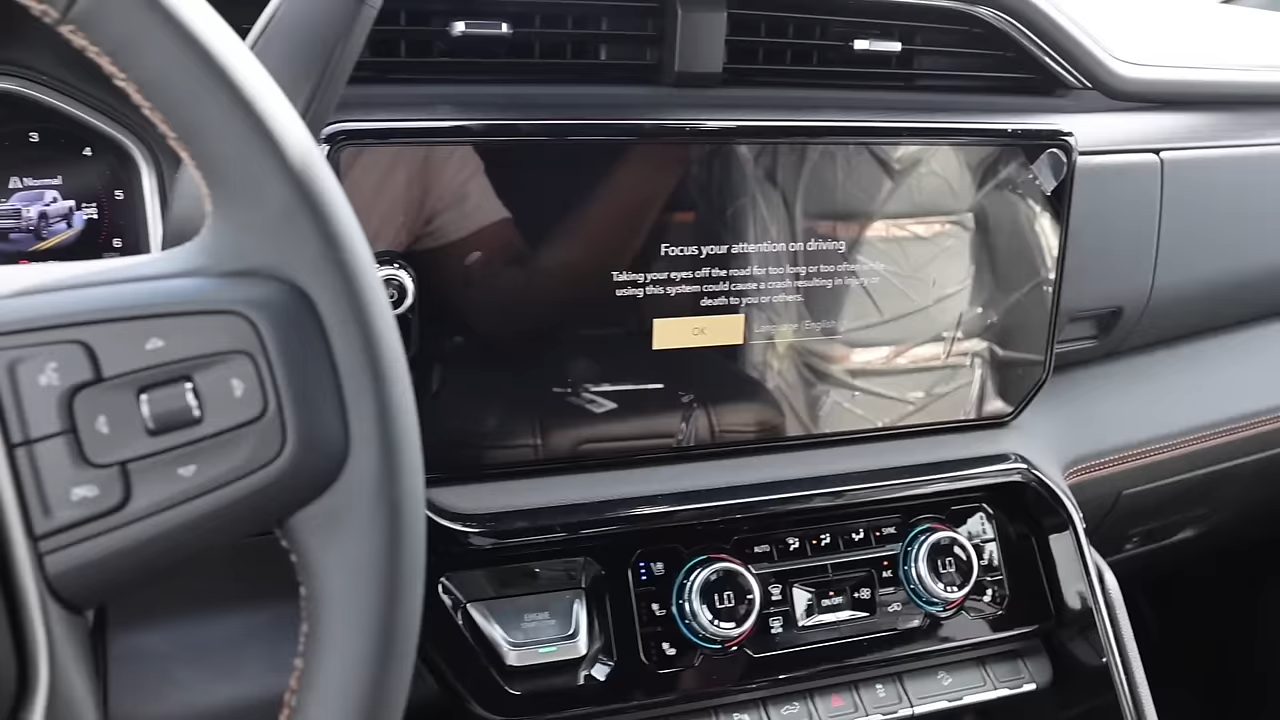 3
4
Normal
5
6
Focus your attention on driving
Taking your eyes off the road for too long or too often while
using this system could cause a crash resulting in injury or
death to you or others.
OK
Language (English)
AUTO
SYNC
A/C
LO
LO
ON/OFF
ENGINE